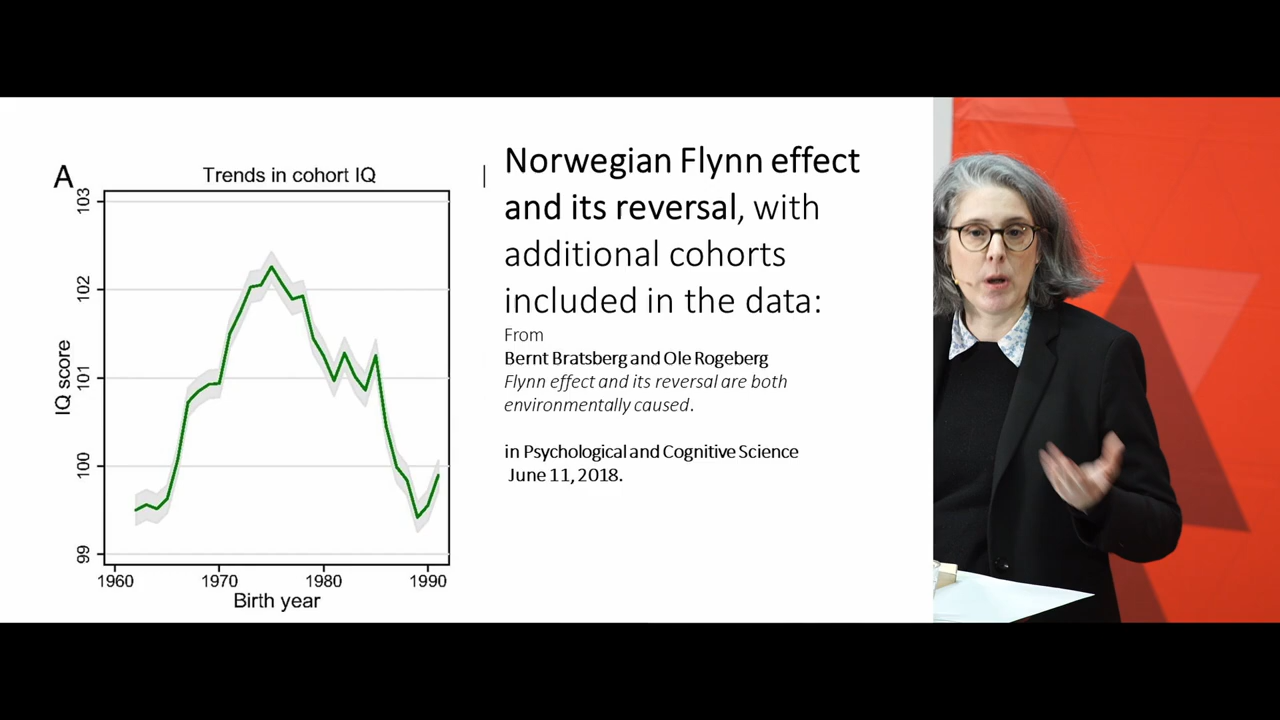 A
Trends in cohort IQ
103
102
101
100
99
IQ score
1960 1970 1980 1990
Birth year
Norwegian Flynn effect
and its reversal, with
additional cohorts
included in the data:
From
Bernt Bratsberg and Ole Rogeberg
Flynn effect and its reversal are both
environmentally caused.
in Psychological and Cognitive Science
June 11, 2018.